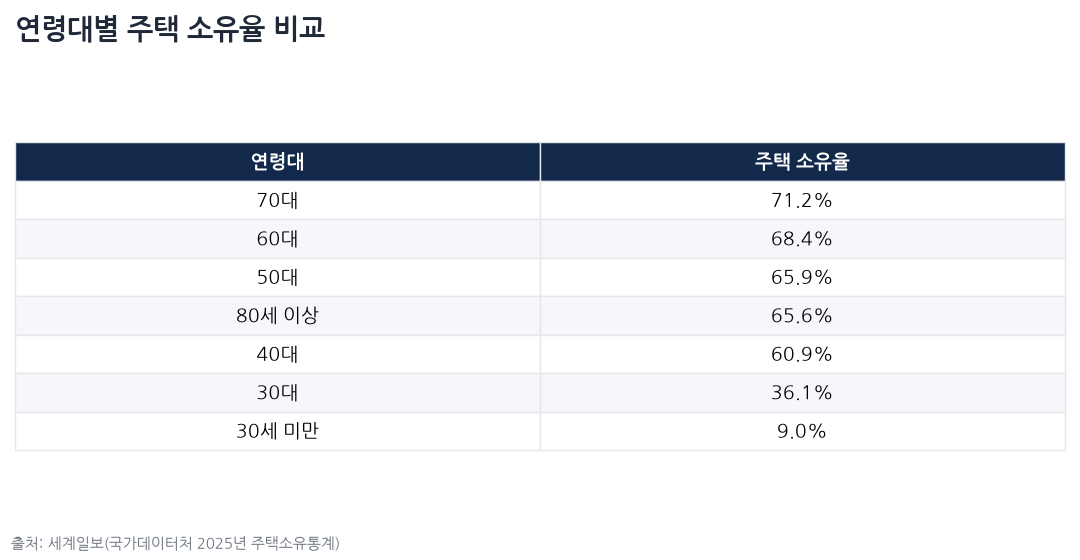 연령대별 주택 소유율 비교
연령대 주택 소유율
70대 71.2%
60대 68.4%
50대 65.9%
80세 이상 65.6%
40대 60.9%
30대 36.1%
30세 미만 9.0%
출처: 세계일보(국가데이터처 2025년 주택소유통계)